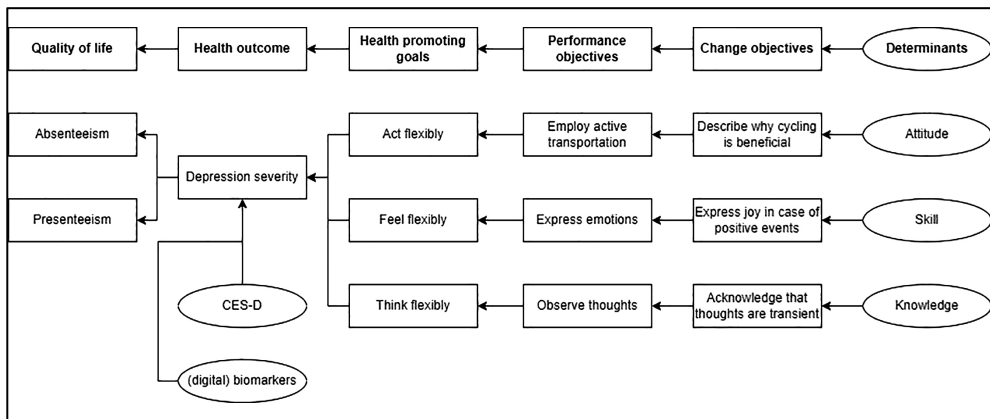 Quality of life
Health outcome
Health promoting
goals
Performance
objectives
Change objectives
Determinants
Absenteeism
Act flexibly
Employ active
transportation
Describe why cycling
is beneficial
Attitude
Depression severity
Presenteeism
Feel flexibly
Express emotions
Express joy in case of
positive events
Skill
CES-D
Think flexibly
Observe thoughts
Acknowledge that
thoughts are transient
Knowledge
(digital) biomarkers